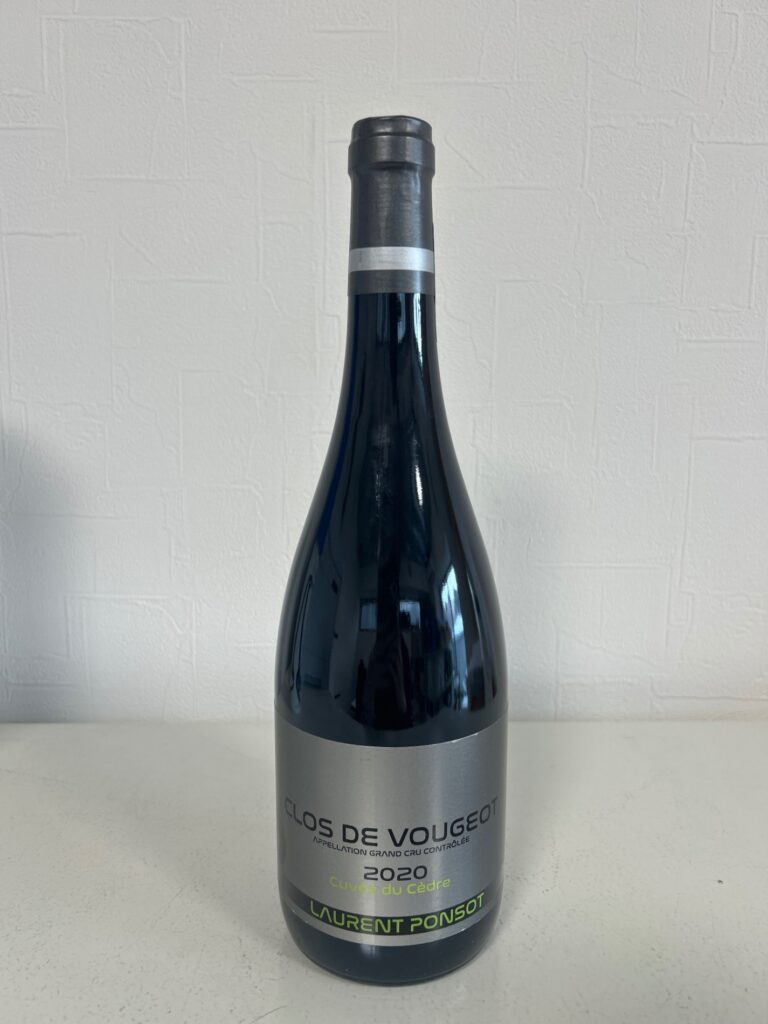 CLOS DE VOUGEOT
APPELLATION GRAND CRU CONTRÔLÉE
2020
Cuvée du Cèdre
LAURENT PONSOT